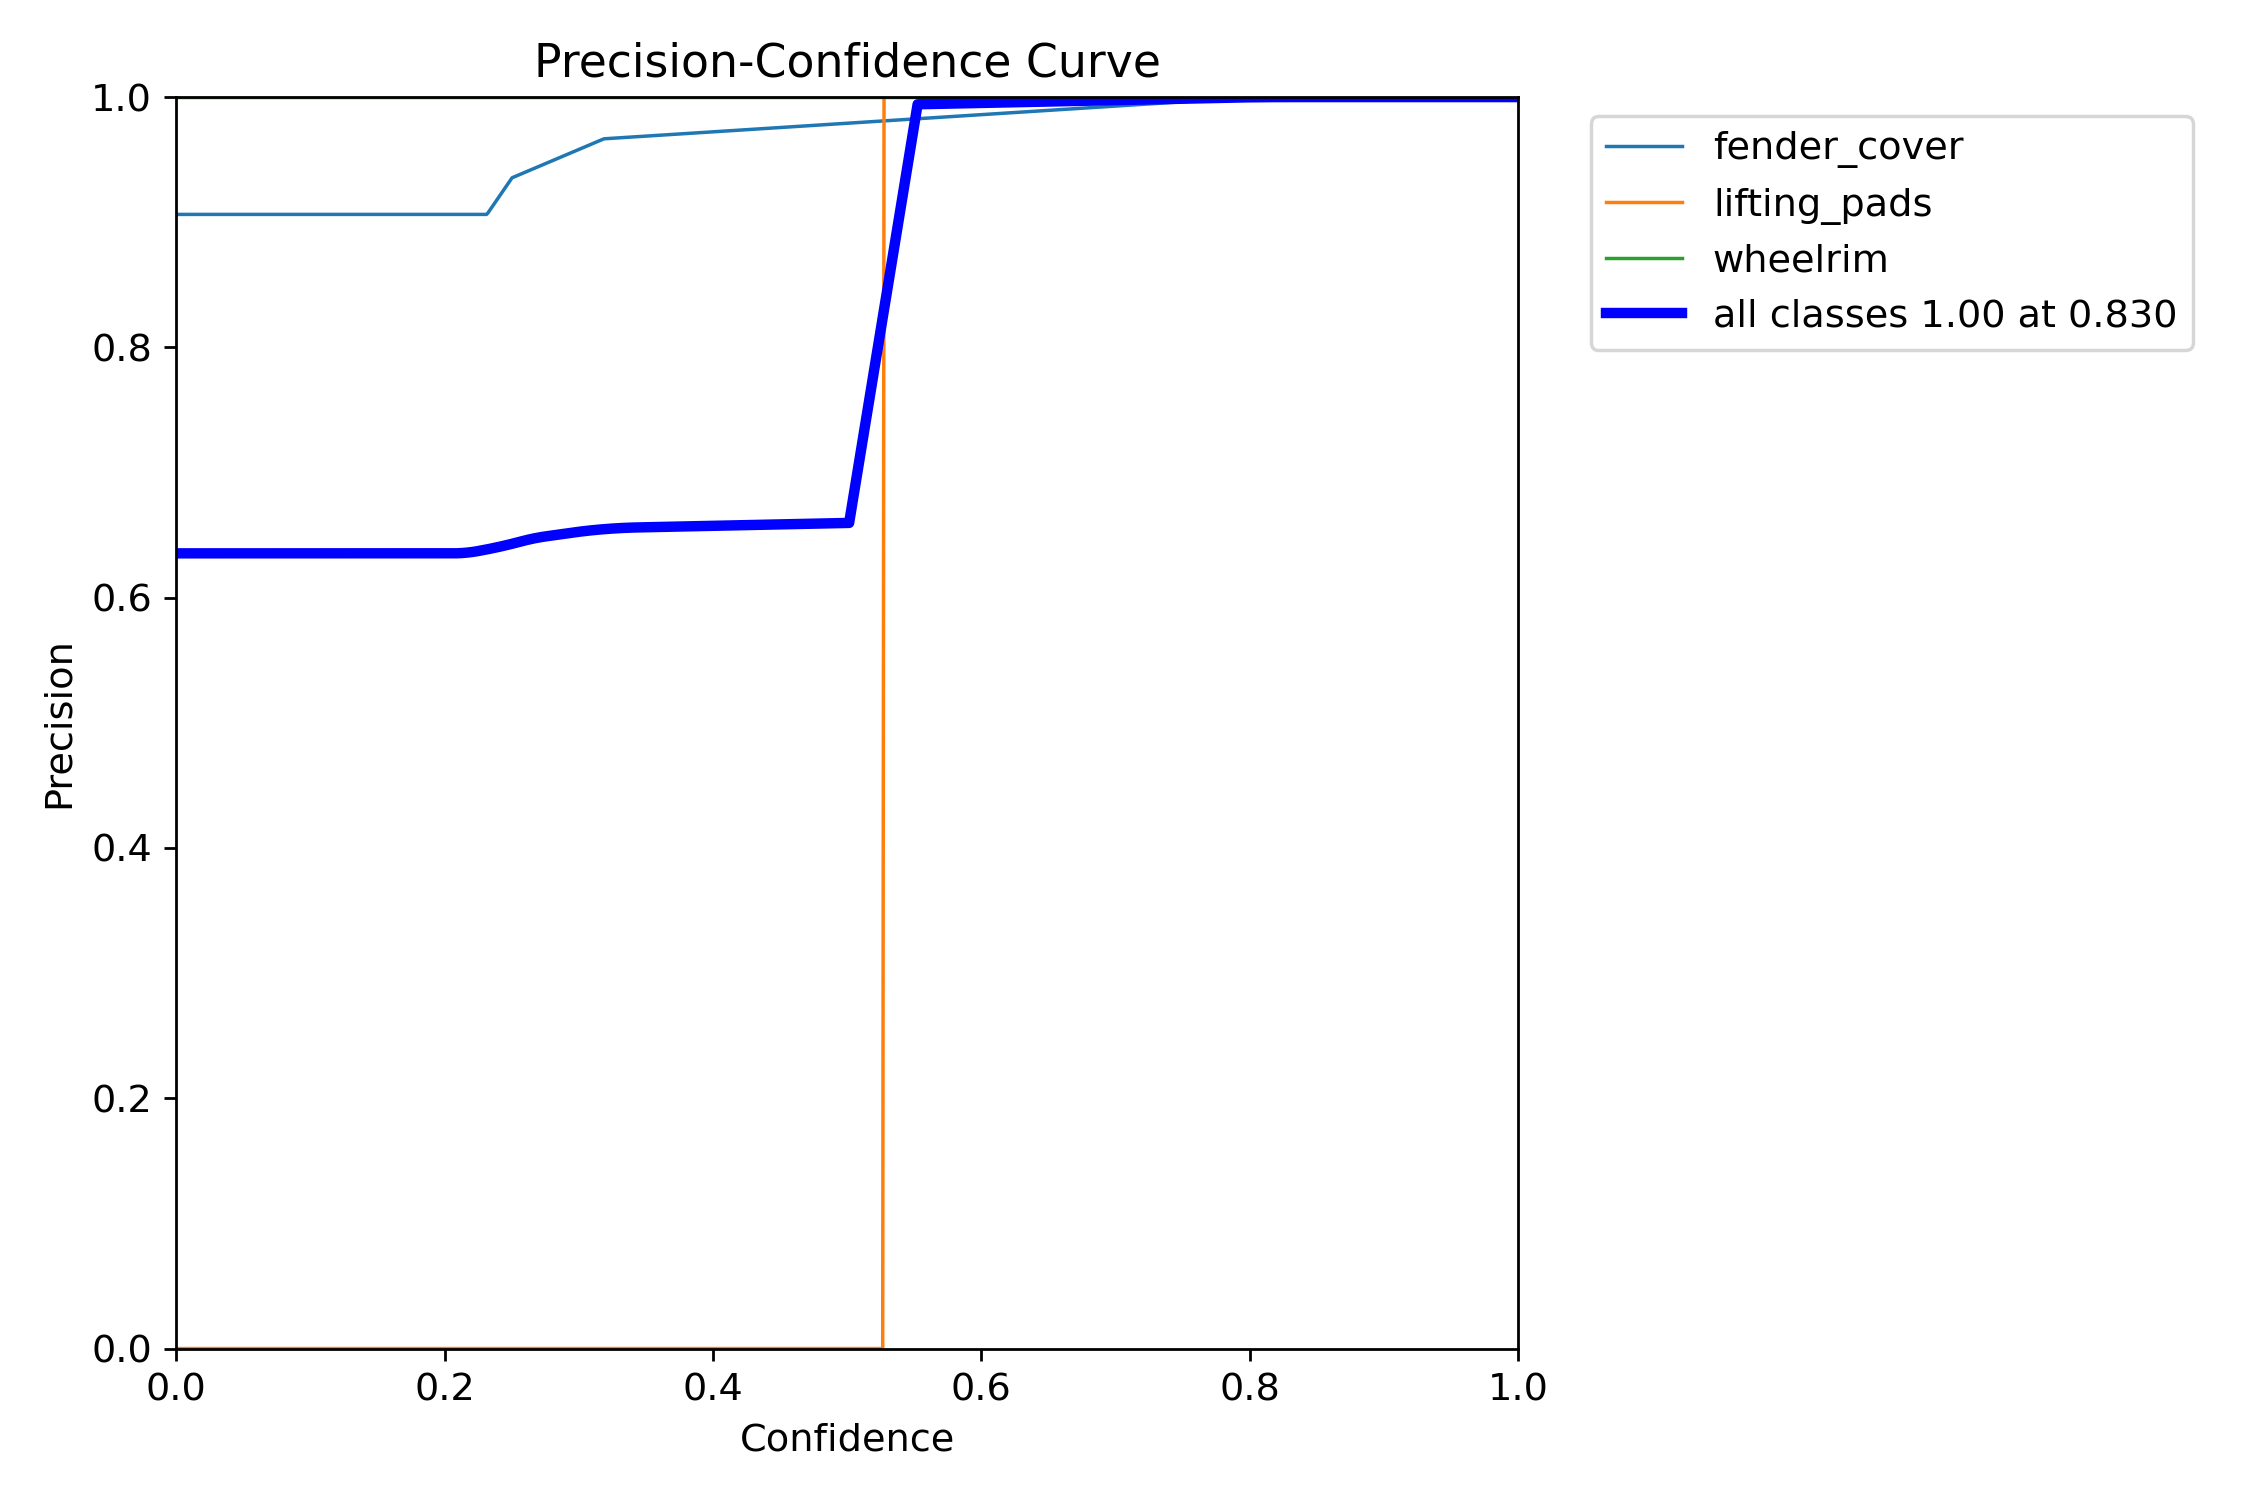 Precision-Confidence Curve
1.0
0.8
0.6
0.4
0.2
0.0
Precision
0.0 0.2 0.4 0.6 0.8 1.0
Confidence
fender_cover
lifting_pads
wheelrim
all classes 1.00 at 0.830